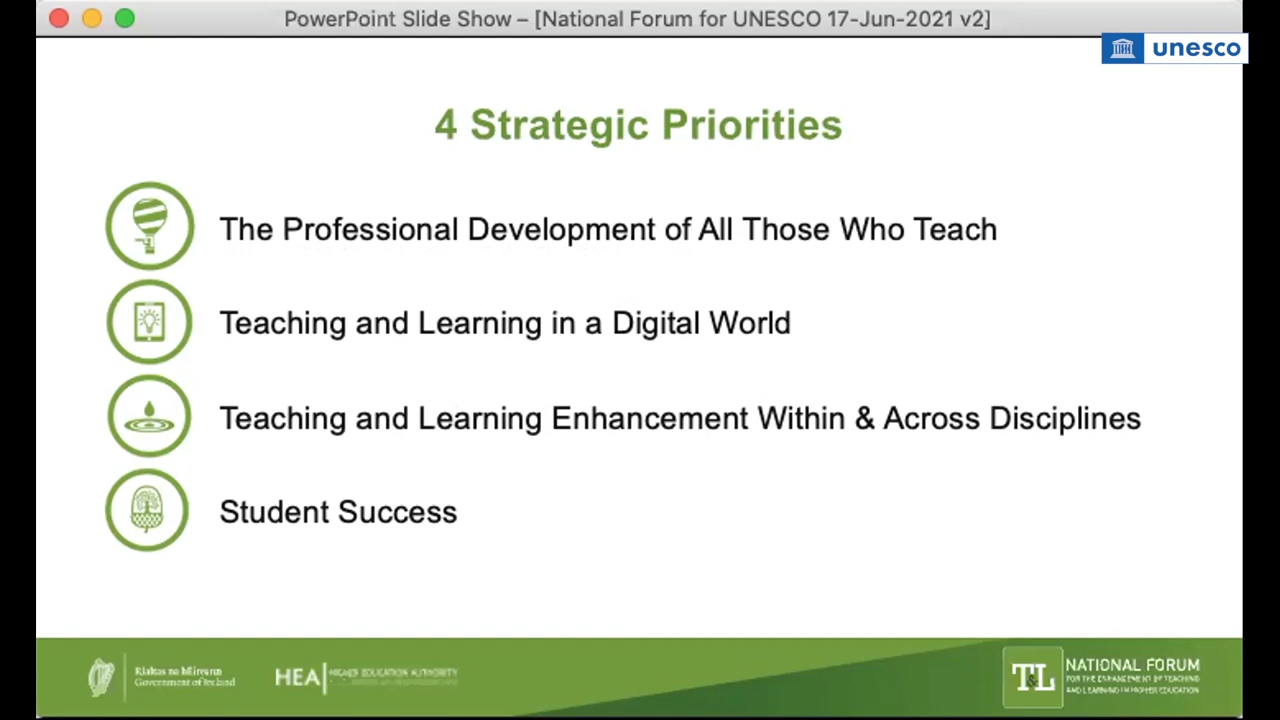 PowerPoint Slide Show – [National Forum for UNESCO 17-Jun-2021 v2]
unesco
4 Strategic Priorities
The Professional Development of All Those Who Teach
Teaching and Learning in a Digital World
Teaching and Learning Enhancement Within & Across Disciplines
Student Success
Rialtas na hÉireann
Government of Ireland
HEA HIGHER EDUCATION AUTHORITY
T&L
NATIONAL FORUM
FOR THE ENHANCEMENT OF TEACHING
AND LEARNING IN HIGHER EDUCATION